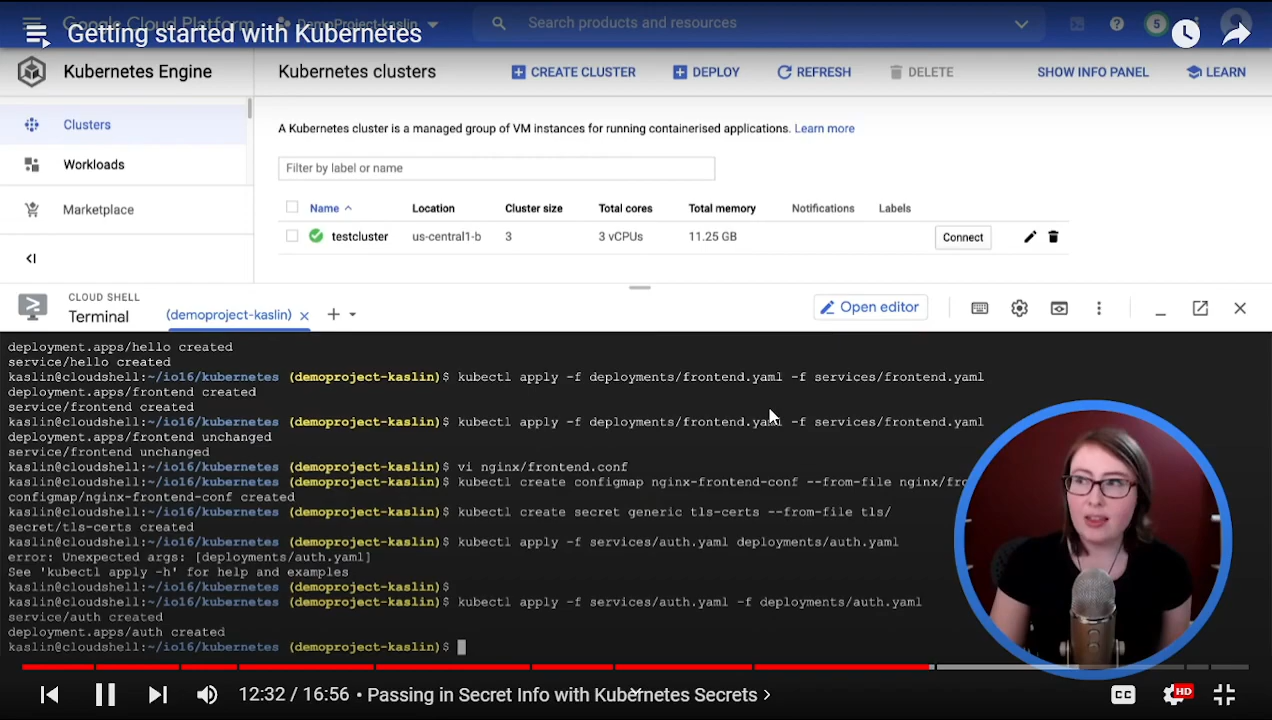 Google Cloud Platform
DemoProject-kaslin
Search products and resources
5
Getting started with Kubernetes
Kubernetes Engine
Kubernetes clusters
CREATE CLUSTER
DEPLOY
REFRESH
DELETE
SHOW INFO PANEL
LEARN
Clusters
Workloads
Marketplace
A Kubernetes cluster is a managed group of VM instances for running containerised applications. Learn more
Filter by label or name
Name Location Cluster size Total cores Total memory Notifications Labels
testcluster us-central1-b 3 3 vCPUs 11.25 GB Connect
CLOUD SHELL
Terminal
(demoproject-kaslin)
Open editor
deployment.apps/hello created
service/hello created
kaslin@cloudshell:~/io16/kubernetes (demoproject-kaslin)$ kubectl apply -f deployments/frontend.yaml -f services/frontend.yaml
deployment.apps/frontend created
service/frontend created
kaslin@cloudshell:~/io16/kubernetes (demoproject-kaslin)$ kubectl apply -f deployments/frontend.yaml -f services/frontend.yaml
deployment.apps/frontend unchanged
service/frontend unchanged
kaslin@cloudshell:~/io16/kubernetes (demoproject-kaslin)$ vi nginx/frontend.conf
kaslin@cloudshell:~/io16/kubernetes (demoproject-kaslin)$ kubectl create configmap nginx-frontend-conf --from-file nginx/fro
configmap/nginx-frontend-conf created
kaslin@cloudshell:~/io16/kubernetes (demoproject-kaslin)$ kubectl create secret generic tls-certs --from-file tls/
secret/tls-certs created
kaslin@cloudshell:~/io16/kubernetes (demoproject-kaslin)$ kubectl apply -f services/auth.yaml deployments/auth.yaml
error: Unexpected args: [deployments/auth.yaml]
See 'kubectl apply -h' for help and examples
kaslin@cloudshell:~/io16/kubernetes (demoproject-kaslin)$
kaslin@cloudshell:~/io16/kubernetes (demoproject-kaslin)$ kubectl apply -f services/auth.yaml -f deployments/auth.yaml
service/auth created
deployment.apps/auth created
kaslin@cloudshell:~/io16/kubernetes (demoproject-kaslin)$
12:32 / 16:56 • Passing in Secret Info with Kubernetes Secrets
CC
HD